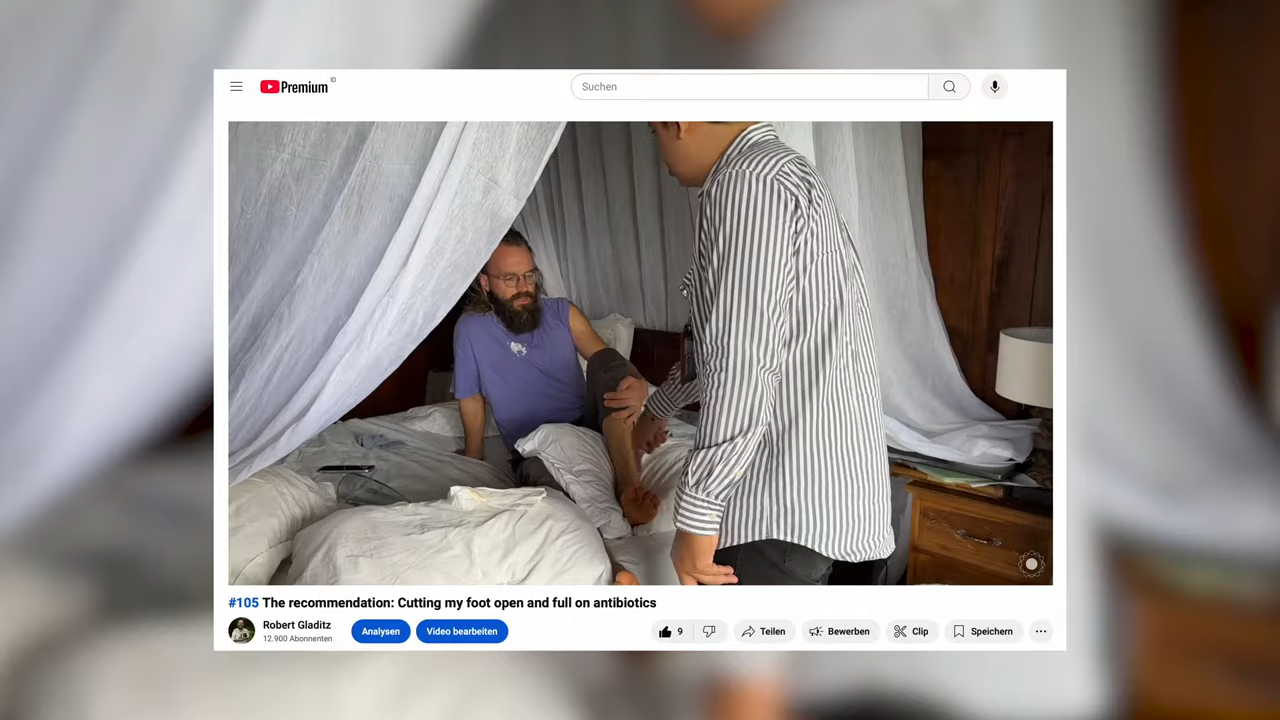 Premium ID
Suchen
#105 The recommendation: Cutting my foot open and full on antibiotics
Robert Gladitz
12.900 Abonnenten
Analysen
Video bearbeiten
9
Teilen
Bewerben
Clip
Speichern